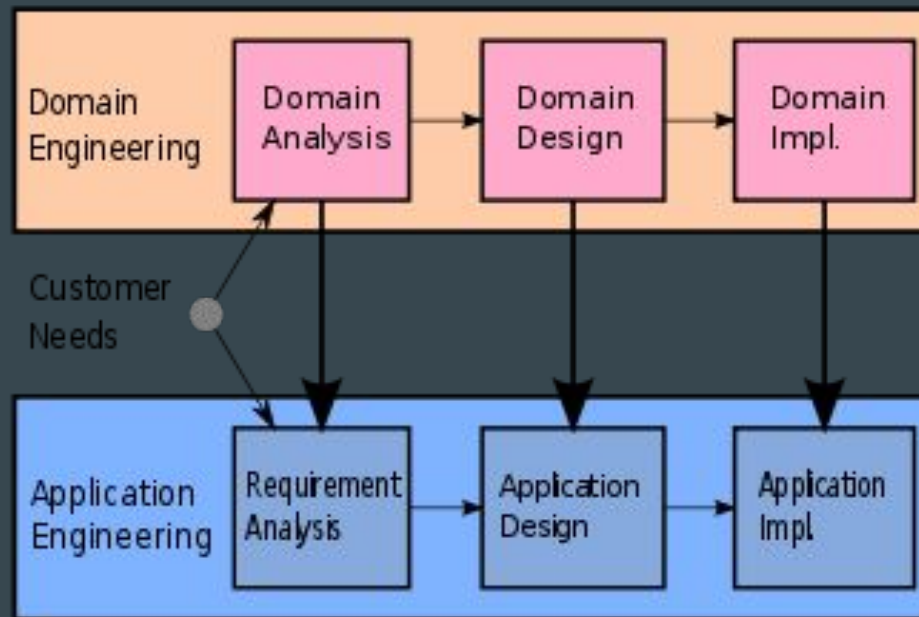 Domain
Engineering
Domain
Analysis
Domain
Design
Domain
Impl.
Customer
Needs
Application
Engineering
Requirement
Analysis
Application
Design
Application
Impl.